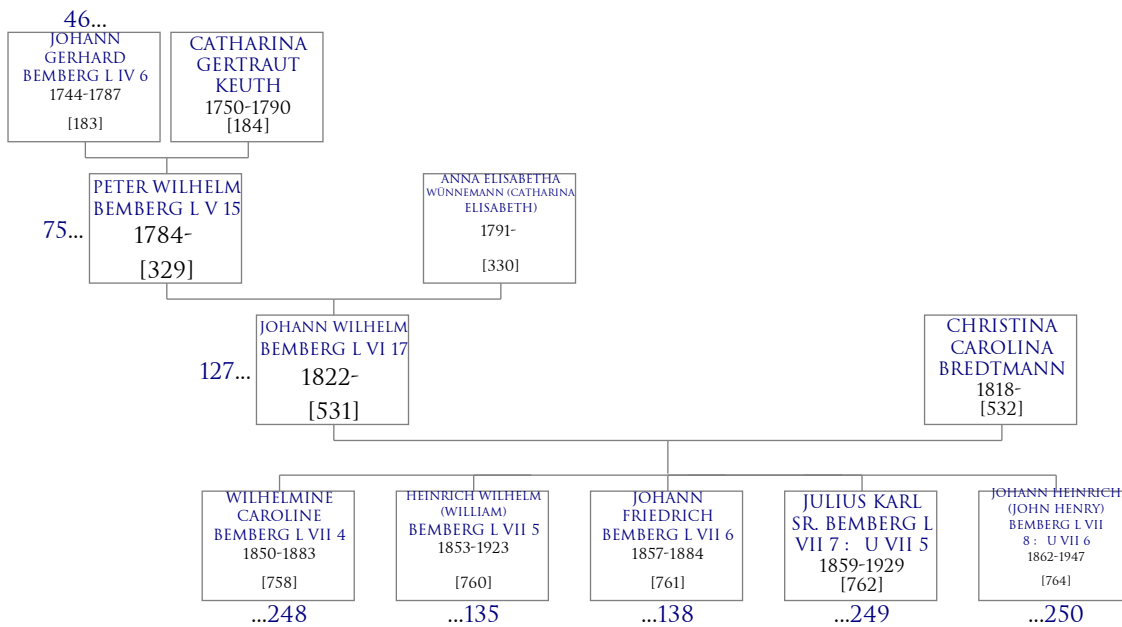 46...
JOHANN
GERHARD
BEMBERG L IV 6
1744-1787
[183]
CATHARINA
GERTRAUT
KEUTH
1750-1790
[184]
75...
PETER WILHELM
BEMBERG L V 15
1784-
[329]
ANNA ELISABETHA
WÜNNEMANN (CATHARINA
ELISABETH)
1791-
[330]
127...
JOHANN WILHELM
BEMBERG L VI 17
1822-
[531]
CHRISTINA
CAROLINA
BREDTMANN
1818-
[532]
WILHELMINE
CAROLINE
BEMBERG L VII 4
1850-1883
[758]
...248
HEINRICH WILHELM
(WILLIAM)
BEMBERG L VII 5
1853-1923
[760]
...135
JOHANN
FRIEDRICH
BEMBERG L VII 6
1857-1884
[761]
...138
JULIUS KARL
SR. BEMBERG L
VII 7 : U VII 5
1859-1929
[762]
...249
JOHANN HEINRICH
(JOHN HENRY)
BEMBERG L VII
8 : U VII 6
1862-1947
[764]
...250